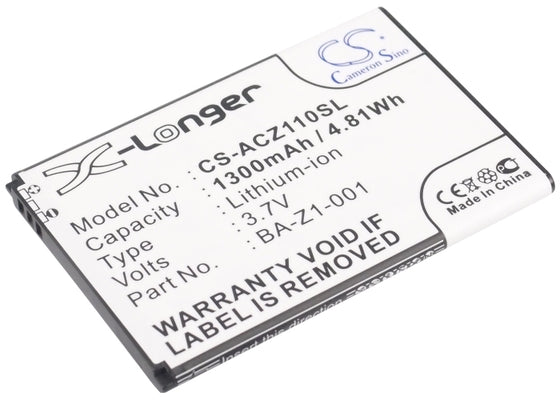 X-Longer
CS
Cameron Sino
Model No. CS-ACZ110SL
Capacity 1300mAh / 4.81Wh
Type Lithium-ion
Volts 3.7V
Part No. BA-Z1-001
WARRANTY VOID IF
LABEL IS REMOVED
CE
Made In China